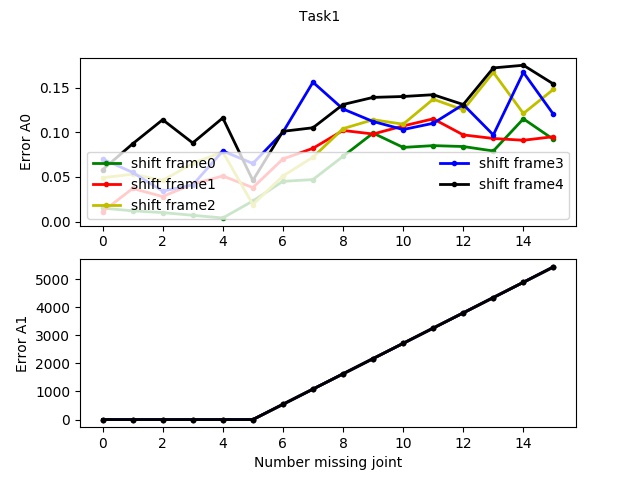 Task1
Error A0
0.15
0.10
0.05
0.00
shift frame0
shift frame1
shift frame2
shift frame3
shift frame4
0 2 4 6 8 10 12 14
Error A1
5000
4000
3000
2000
1000
0
0 2 4 6 8 10 12 14
Number missing joint